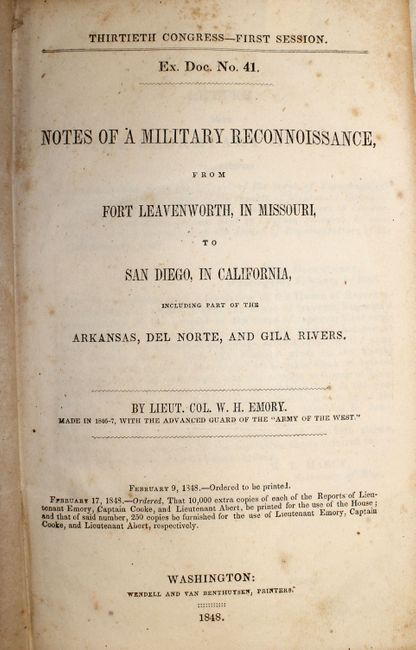 THIRTIETH CONGRESS—FIRST SESSION.
Ex. Doc. No. 41.
NOTES OF A MILITARY RECONNOISSANCE,
FROM
FORT LEAVENWORTH, IN MISSOURI,
TO
SAN DIEGO, IN CALIFORNIA,
INCLUDING PART OF THE
ARKANSAS, DEL NORTE, AND GILA RIVERS.
BY LIEUT. COL. W. H. EMORY.
MADE IN 1846-7, WITH THE ADVANCED GUARD OF THE "ARMY OF THE WEST."
February 9, 1848.—Ordered to be printed.
February 17, 1848.—Ordered, That 10,000 extra copies of each of the Reports of Lieu-
tenant Emory, Captain Cooke, and Lieutenant Abert, be printed for the use of the House;
and that of said number, 250 copies be furnished for the use of Lieutenant Emory, Captain
Cooke, and Lieutenant Abert, respectively.
WASHINGTON:
WENDELL AND VAN BENTHUYSEN, PRINTERS.
1848.